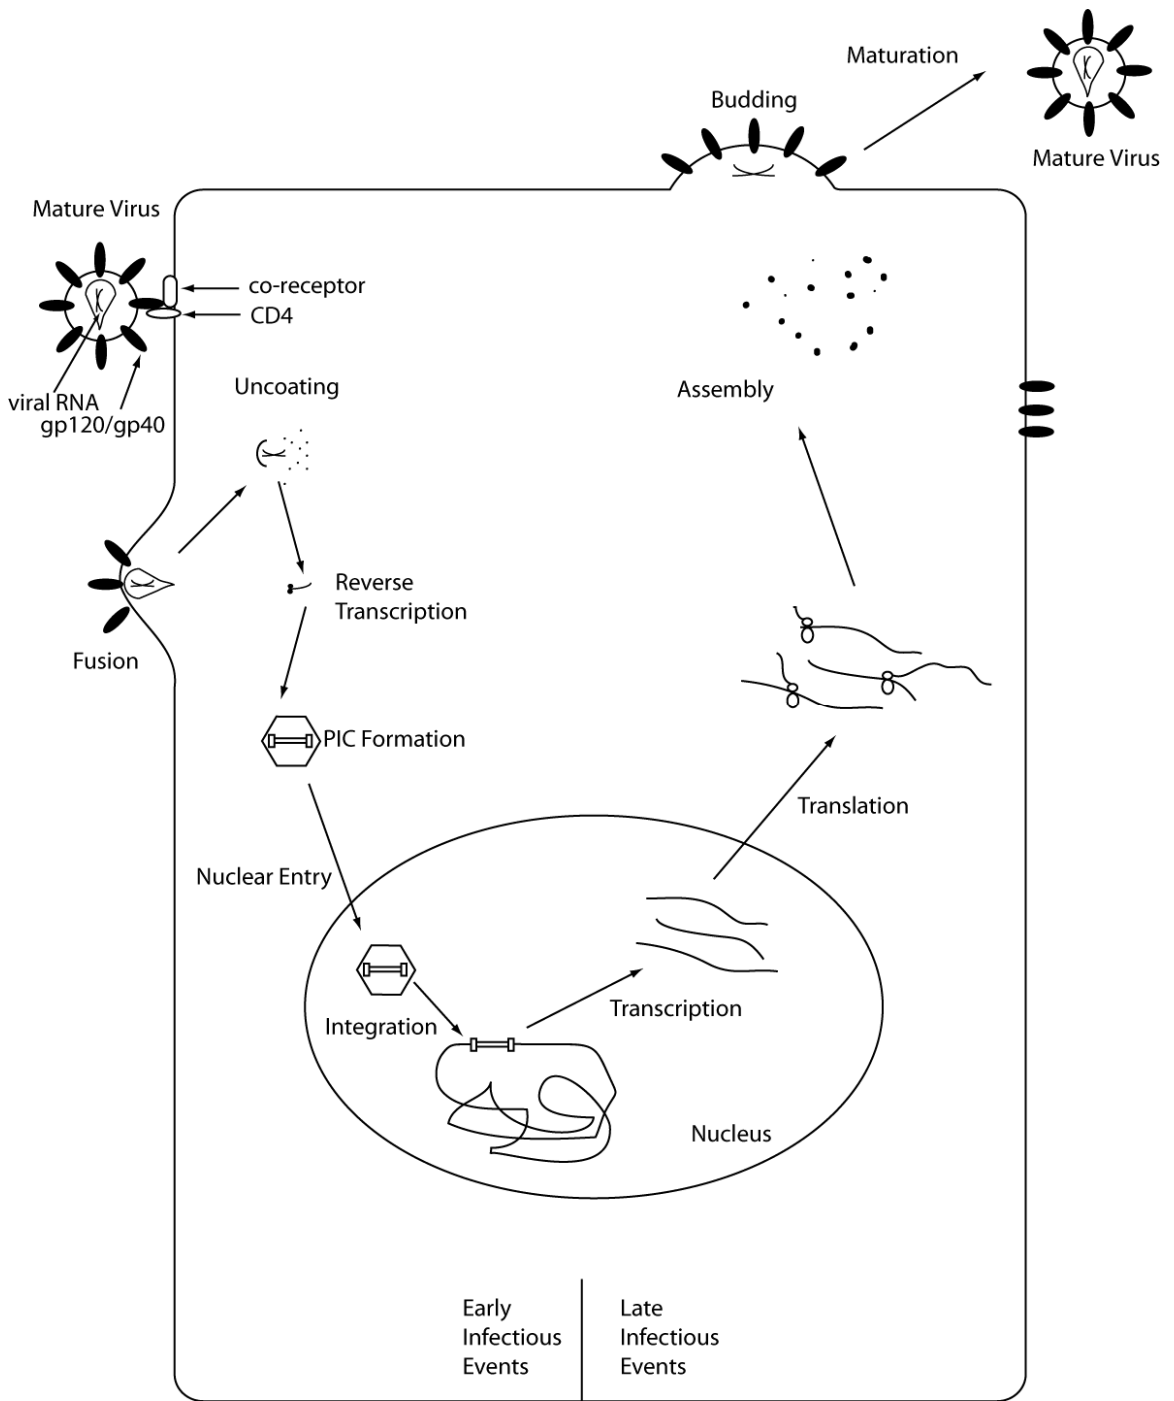 Maturation
Budding
Mature Virus
Mature Virus
co-receptor
CD4
viral RNA
gp120/gp40
Uncoating
Assembly
Reverse
Transcription
Fusion
PIC Formation
Translation
Nuclear Entry
Transcription
Integration
Nucleus
Early
Infectious
Events
Late
Infectious
Events